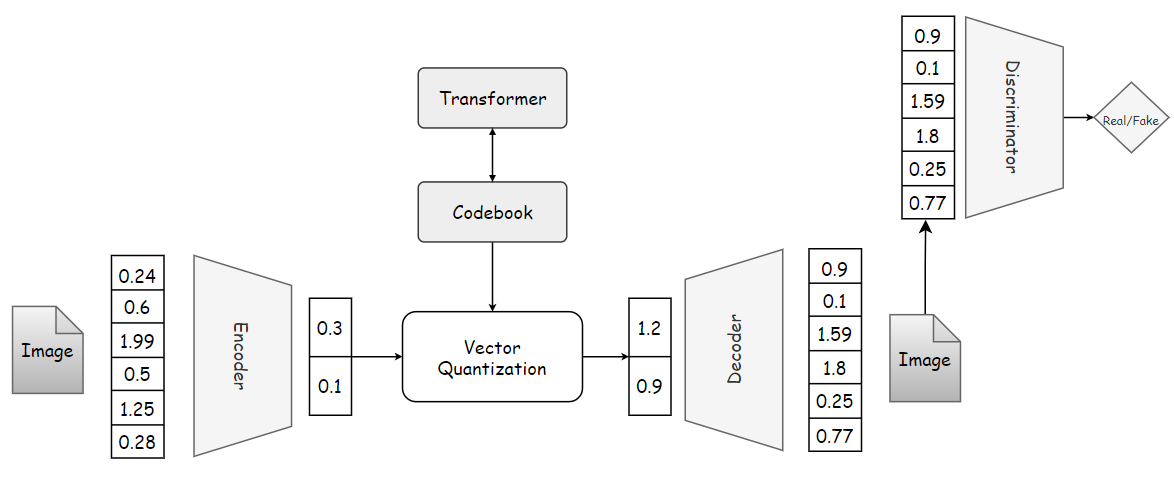 Image
0.24
0.6
1.99
0.5
1.25
0.28
Encoder
0.3
0.1
Transformer
Codebook
Vector
Quantization
1.2
0.9
Decoder
0.9
0.1
1.59
1.8
0.25
0.77
Image
0.9
0.1
1.59
1.8
0.25
0.77
Discriminator
Real/Fake